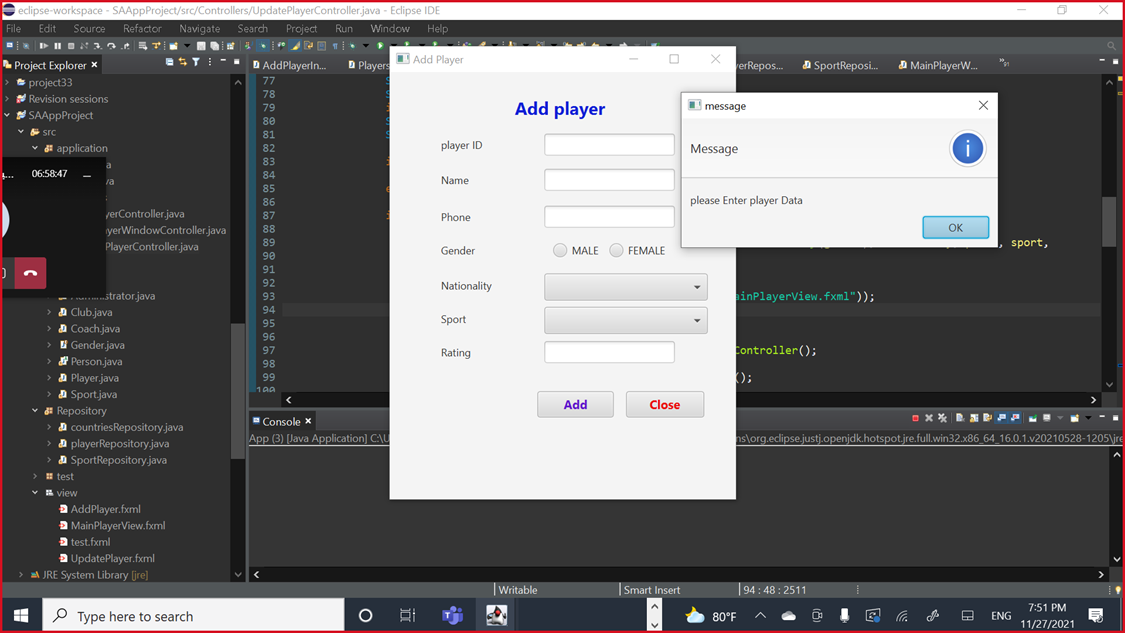 eclipse-workspace - SAAppProject/src/Controllers/UpdatePlayerController.java - Eclipse IDE
File Edit Source Refactor Navigate Search Project Run Window Help
Project Explorer
project33
Revision sessions
SAAppProject
src
application
06:58:47
yerController.java
ayerWindowController.java
PlayerController.java
Administrator.java
Club.java
Coach.java
Gender.java
Person.java
Player.java
Sport.java
Repository
countriesRepository.java
playerRepository.java
SportRepository.java
test
view
AddPlayer.fxml
MainPlayerView.fxml
test.fxml
UpdatePlayer.fxml
JRE System Library [jre]
AddPlayerIn...
Players
verRepos...
SportReposi...
MainPlayerW...
77
78
79
80
81
82
83
84
85
86
87
88
89
90
91
92
93
94
95
96
97
98
99
100
, sport,
ainPlayerView.fxml"));
Controller();
();
Add Player
Add player
player ID
Name
Phone
Gender
MALE FEMALE
Nationality
Sport
Rating
Add Close
message
Message
please Enter player Data
OK
Console
App (3) [Java Application] C:\U
ns\org.eclipse.justj.openjdk.hotspot.jre.full.win32.x86_64_16.0.1.v20210528-1205\jre
Writable Smart Insert 94 : 48 : 2511
Type here to search
80°F
ENG
7:51 PM
11/27/2021